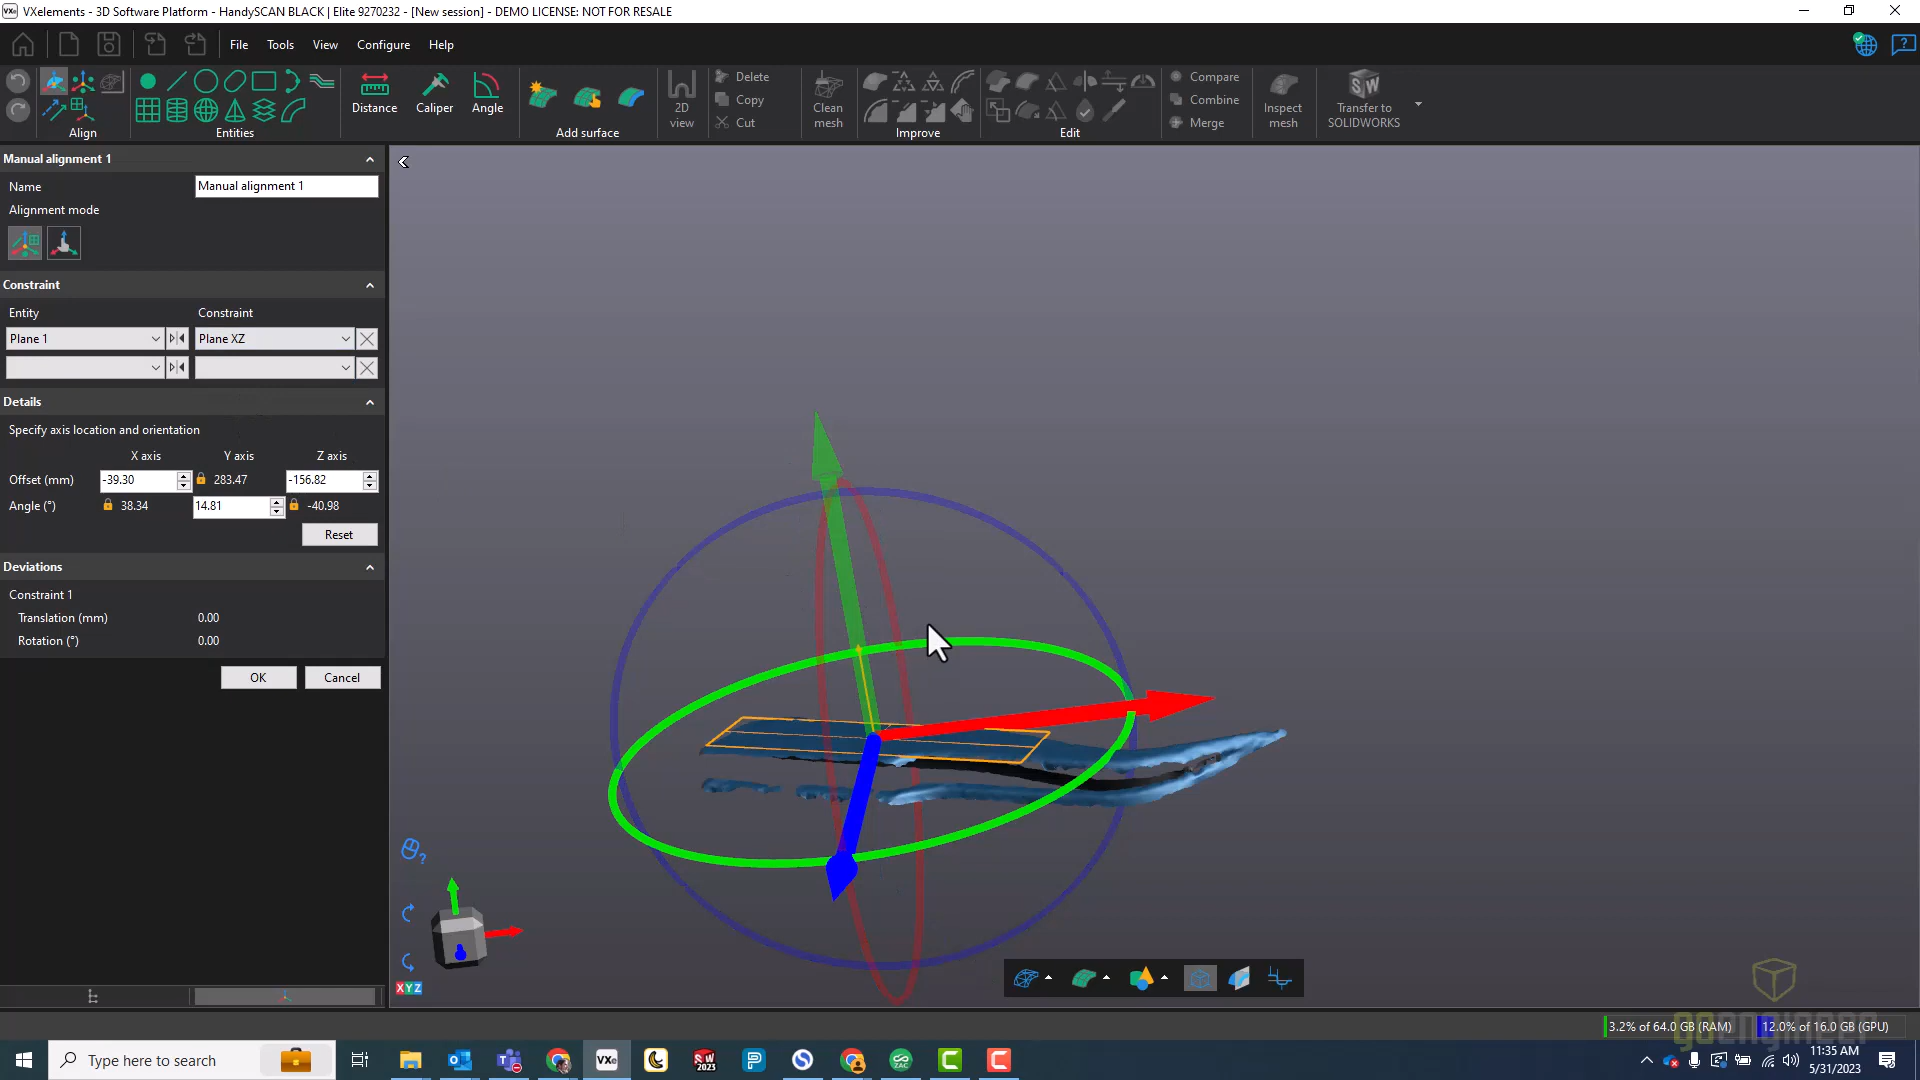 VXelements - 3D Software Platform - HandySCAN BLACK | Elite 9270232 - [New session] - DEMO LICENSE: NOT FOR RESALE
File Tools View Configure Help
Distance Caliper Angle
2D view
Delete
Copy
Cut
Clean mesh
Compare
Combine
Merge
Inspect mesh
Transfer to SOLIDWORKS
Align Entities Add surface Improve Edit
Manual alignment 1
Name Manual alignment 1
Alignment mode
Constraint
Entity Constraint
Plane 1 Plane XZ
Details
Specify axis location and orientation
X axis Y axis Z axis
Offset (mm) -39.30 283.47 -156.82
Angle (°) 38.34 14.81 -40.98
Reset
Deviations
Constraint 1
Translation (mm) 0.00
Rotation (°) 0.00
OK Cancel
XYZ
3.2% of 64.0 GB (RAM) 12.0% of 16.0 GB (GPU)
goengineer
Type here to search
11:35 AM
5/31/2023